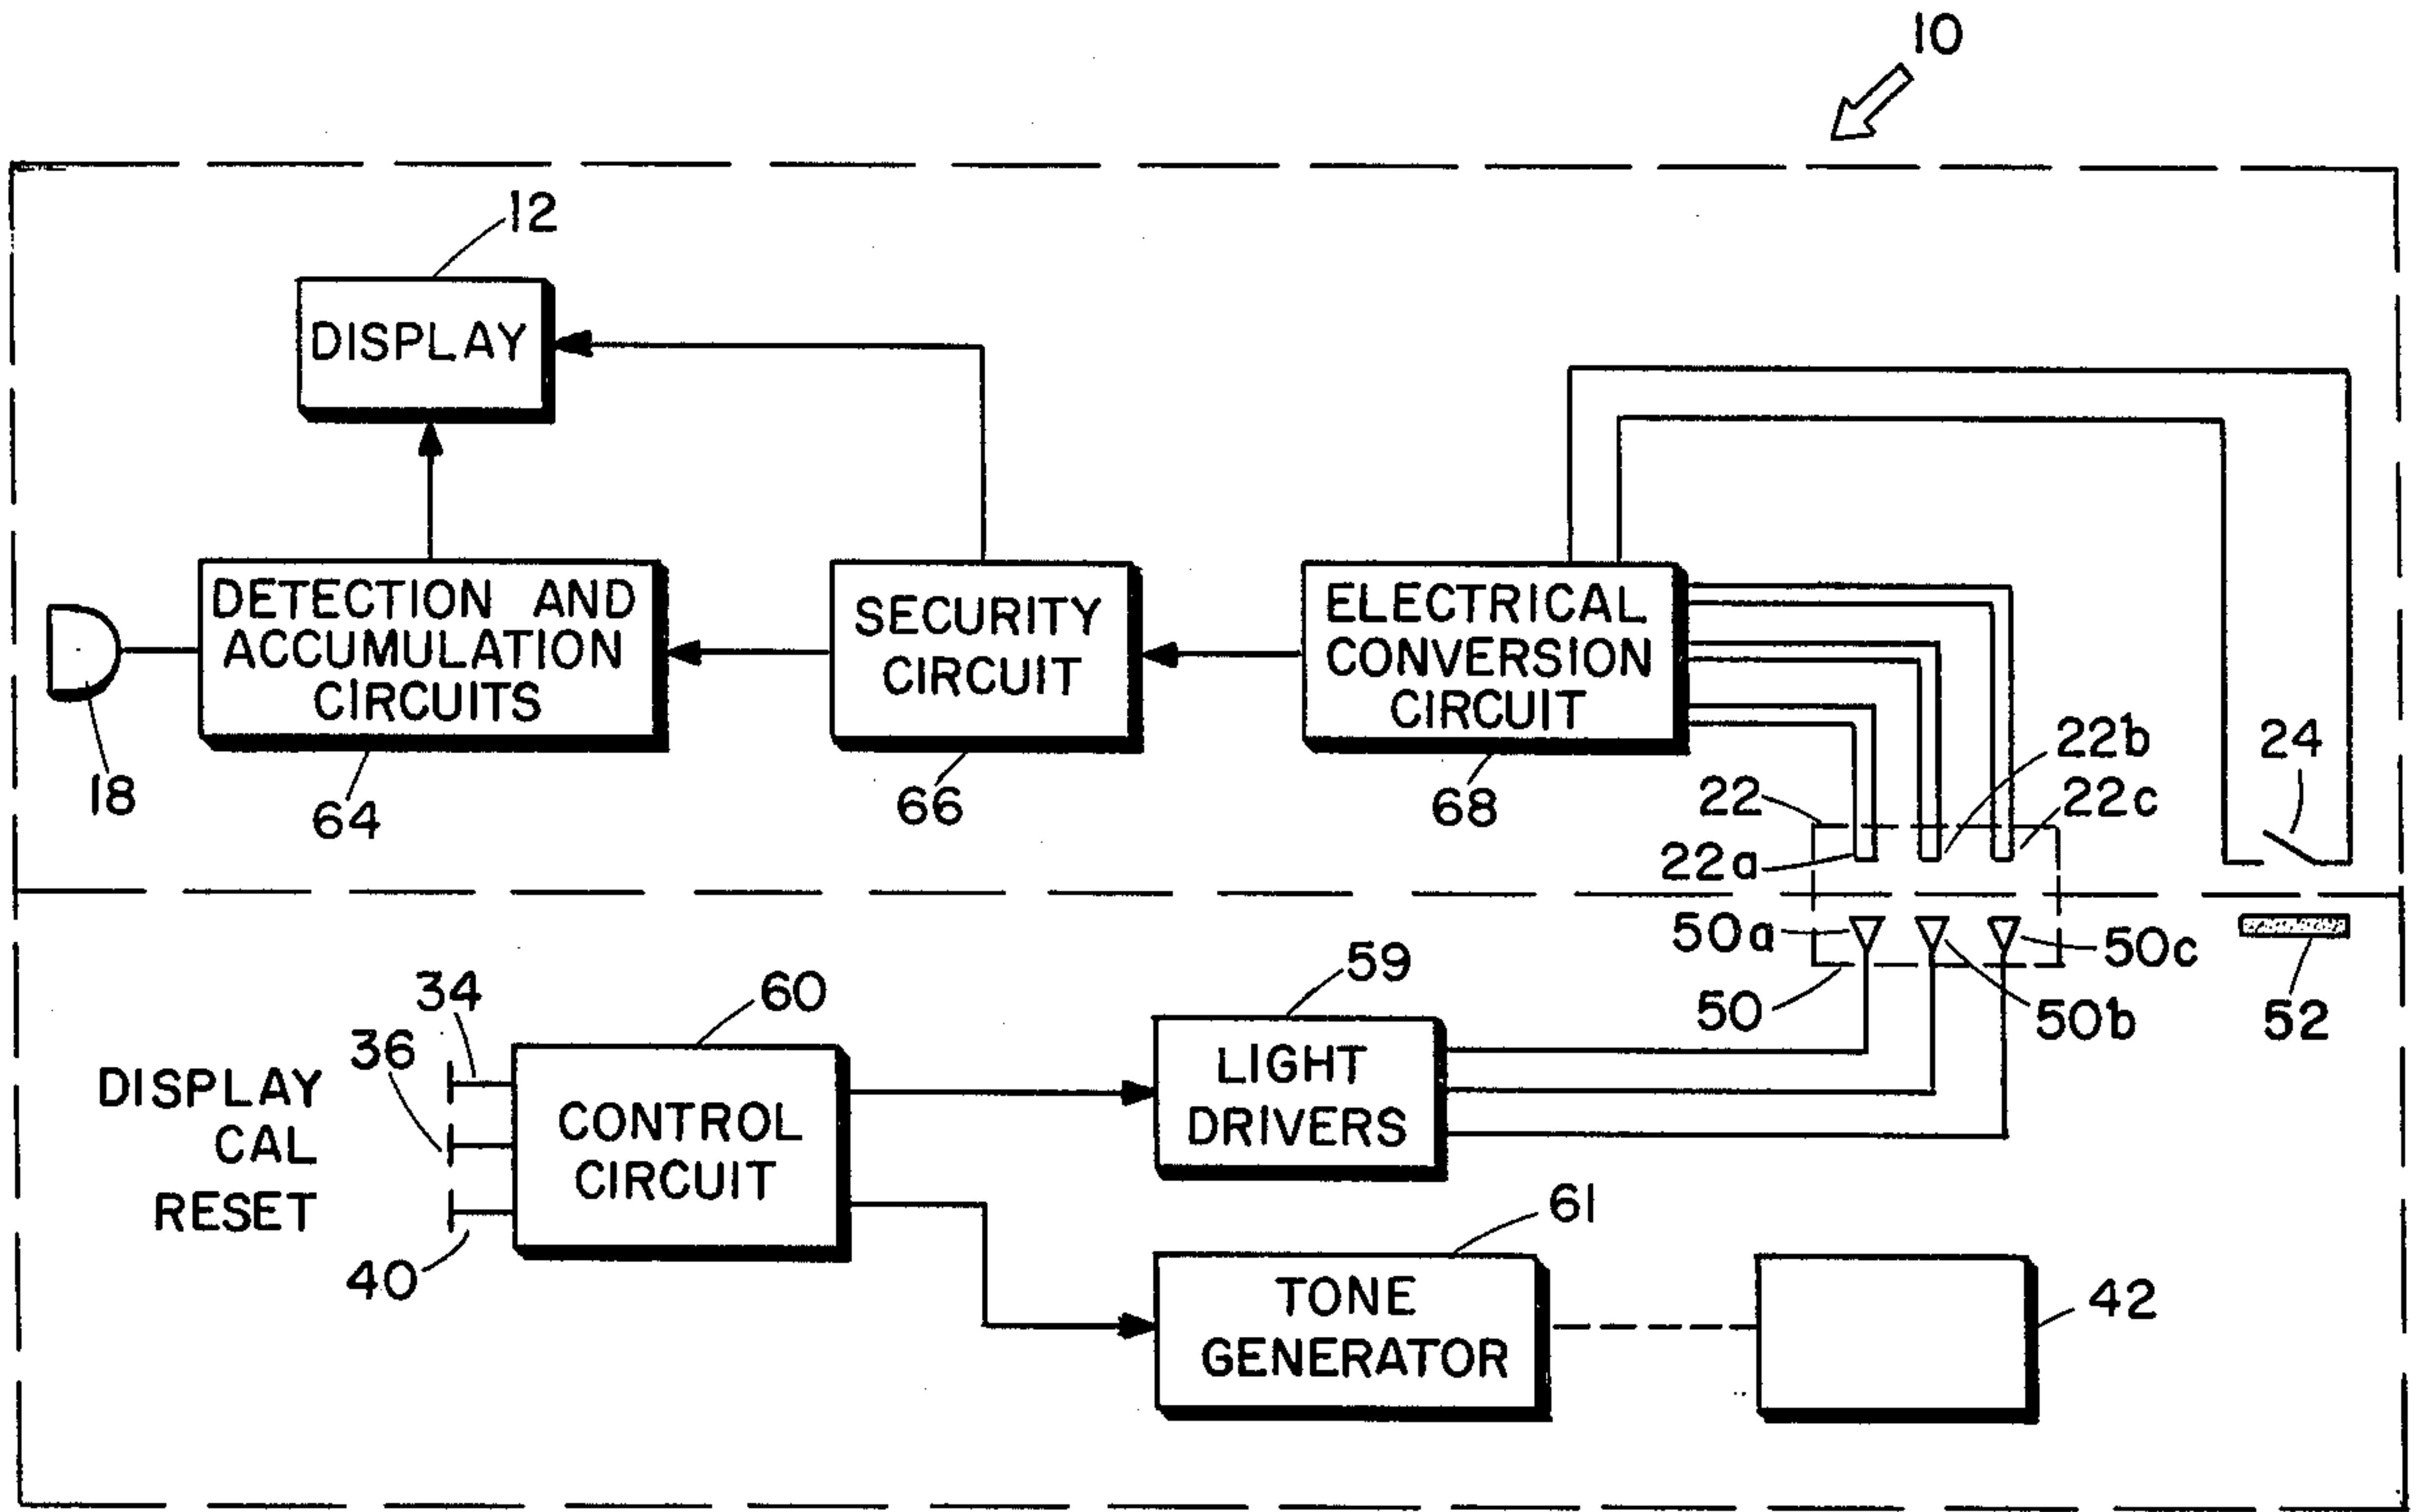 10
12
DISPLAY
DETECTION AND
ACCUMULATION
CIRCUITS
SECURITY
CIRCUIT
ELECTRICAL
CONVERSION
CIRCUIT
18
64
66
68
22
22a
22b
22c
24
50a
50
50b
50c
52
34
36
40
60
59
DISPLAY
CAL
RESET
CONTROL
CIRCUIT
LIGHT
DRIVERS
61
TONE
GENERATOR
42